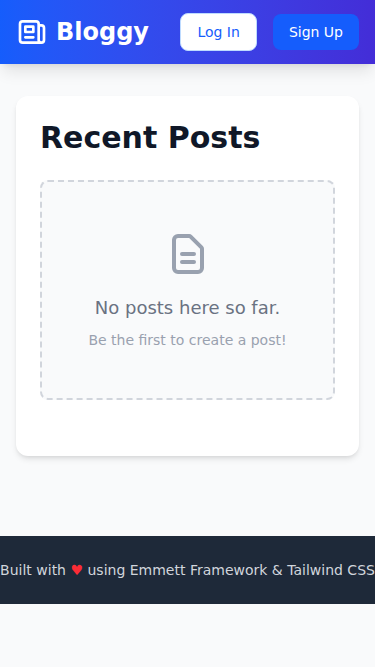 Bloggy
Log In
Sign Up
Recent Posts
No posts here so far.
Be the first to create a post!
Built with ♥ using Emmett Framework & Tailwind CSS